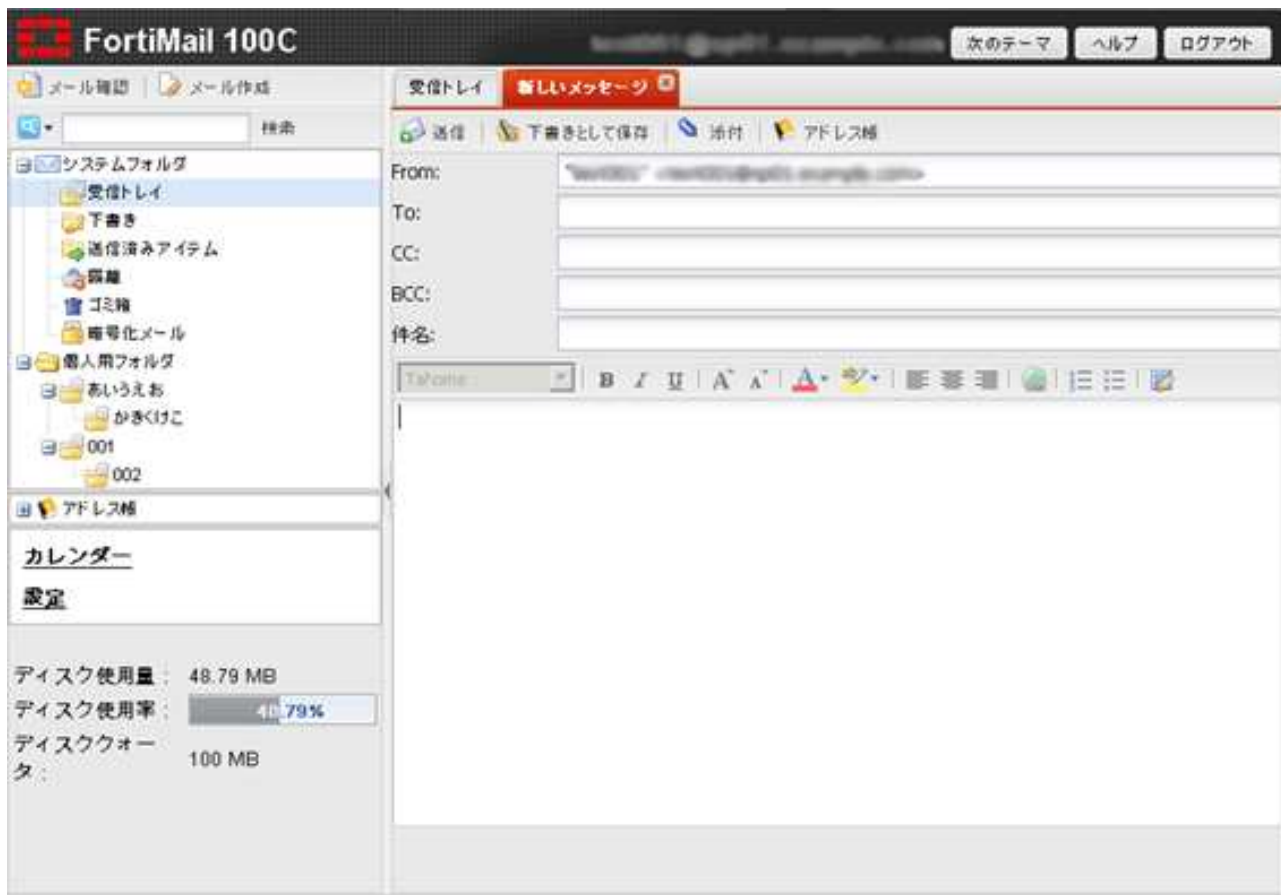 FortiMail 100C
次のテーマ
ヘルプ
ログアウト
メール確認
メール作成
検索
システムフォルダ
受信トレイ
下書き
送信済みアイテム
隔離
ゴミ箱
暗号化メール
個人用フォルダ
あいうえお
かきくけこ
001
002
アドレス帳
カレンダー
設定
ディスク使用量 : 48.79 MB
ディスク使用率 : 48.79%
ディスククォー
タ : 100 MB
受信トレイ 新しいメッセージ
送信 下書きとして保存 添付 アドレス帳
From:
To:
CC:
BCC:
件名:
Tahoma